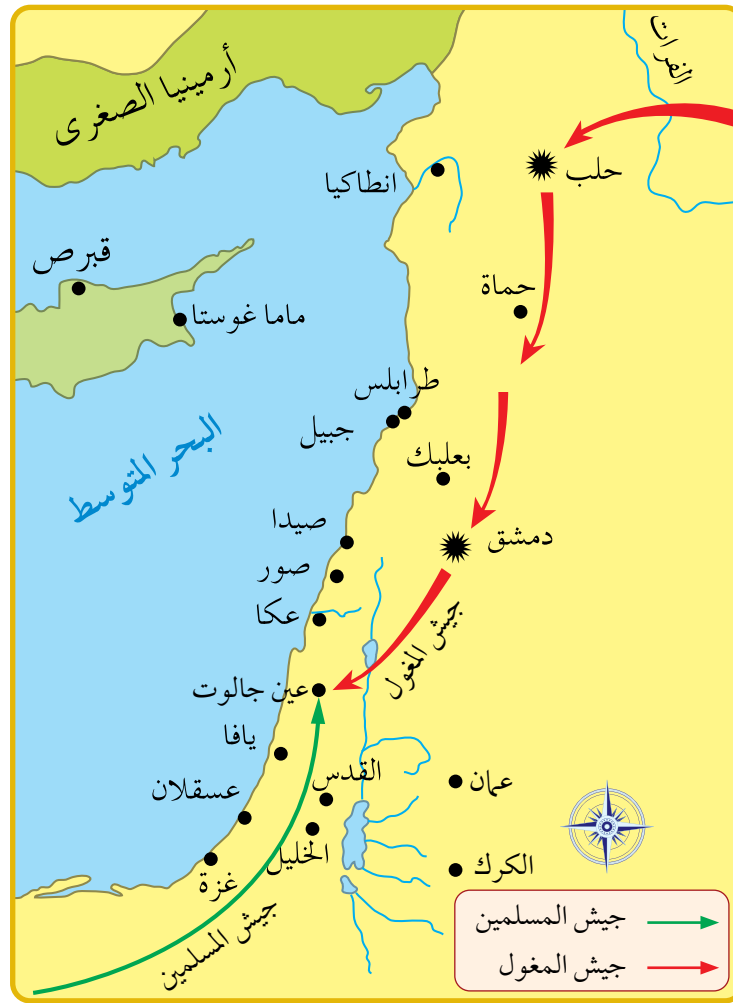 الفرات
أرمينيا الصغرى
حلب
انطاكيا
قبرص
حماة
ماما غوستا
طرابلس
جبيل
بعلبك
البحر المتوسط
صيدا
دمشق
صور
عكا
جيش المغول
عين جالوت
يافا
القدس
عمان
عسقلان
الخليل
الكرك
غزة
جيش المسلمين
جيش المسلمين
جيش المغول